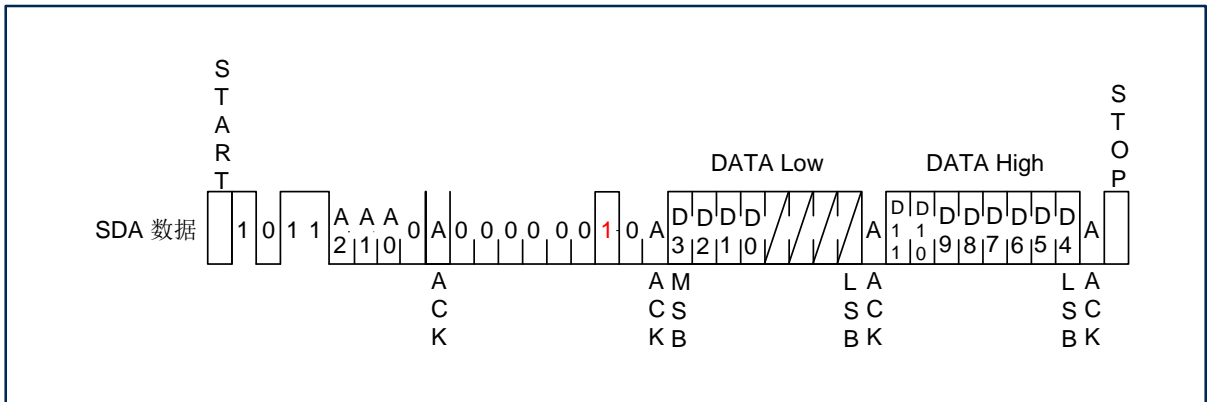 START
STOP
DATA Low DATA High
SDA 数据 1 0 1 1 A2 A1 A0 0 A 0 0 0 0 0 0 1 0 A D3 D2 D1 D0 A D11 D10 D9 D8 D7 D6 D5 D4 A
ACK ACK MSB LSB ACK LSB ACK